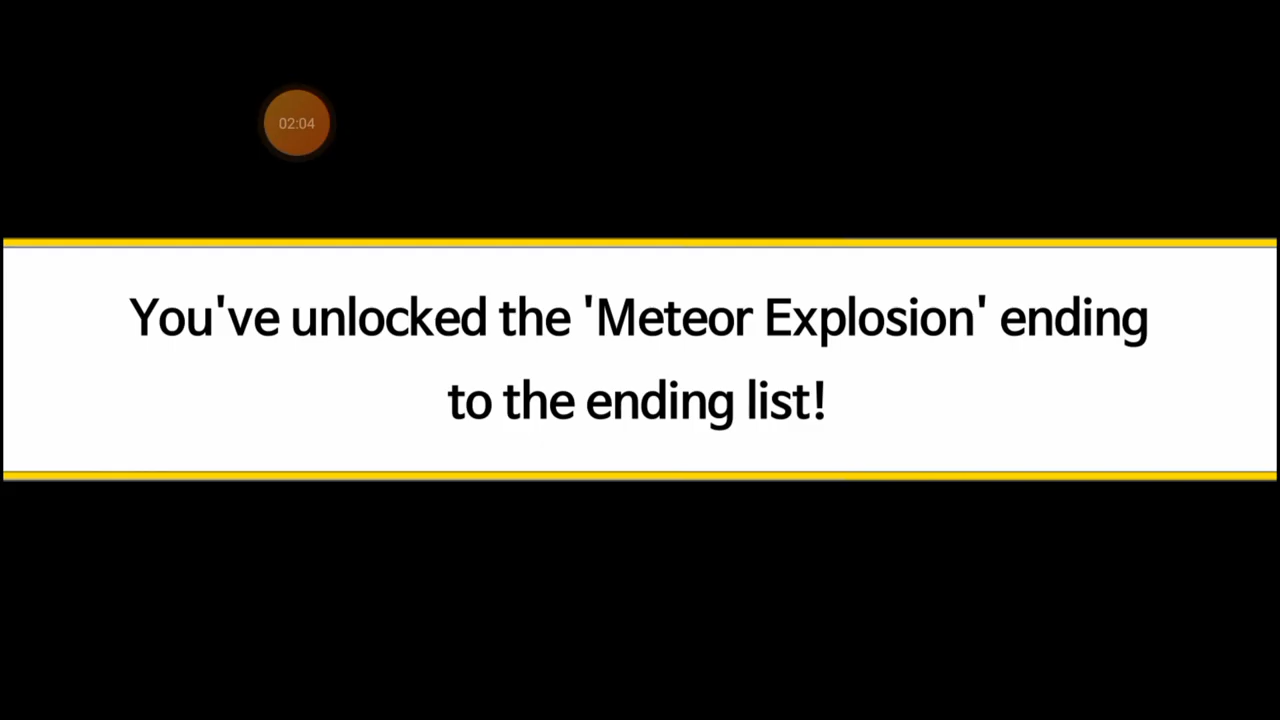 02:04
You've unlocked the 'Meteor Explosion' ending
to the ending list!